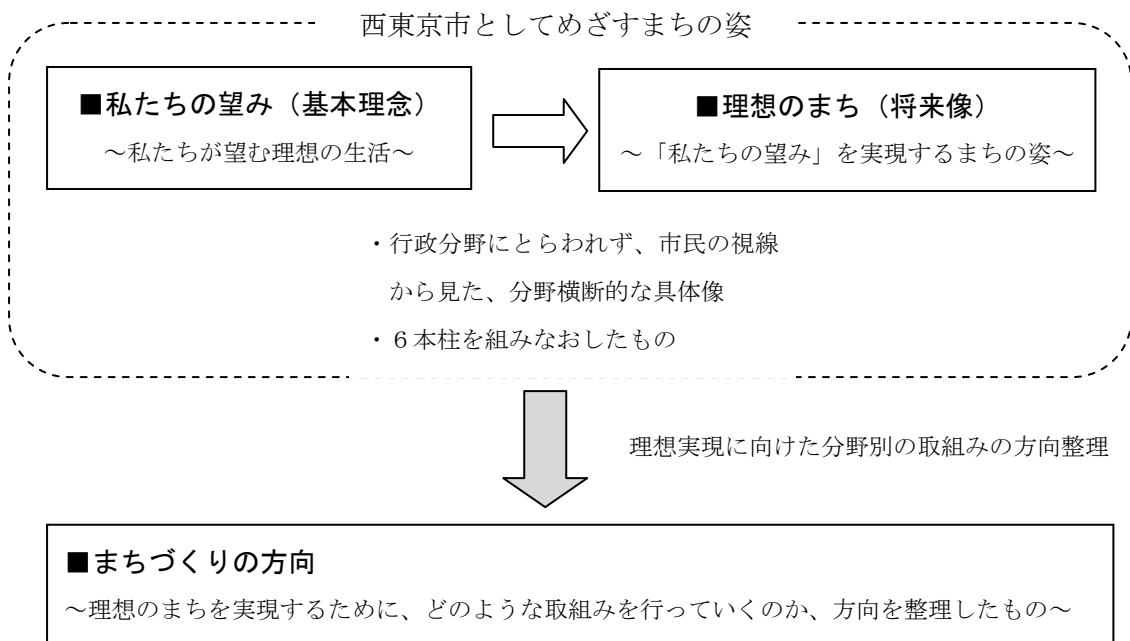 西東京市としてめざすまちの姿
■私たちの望み（基本理念）
～私たちが望む理想の生活～
■理想のまち（将来像）
～「私たちの望み」を実現するまちの姿～
・行政分野にとらわれず、市民の視線
から見た、分野横断的な具体像
・６本柱を組みなおしたもの
理想実現に向けた分野別の取組みの方向整理
■まちづくりの方向
～理想のまちを実現するために、どのような取組みを行っていくのか、方向を整理したもの～